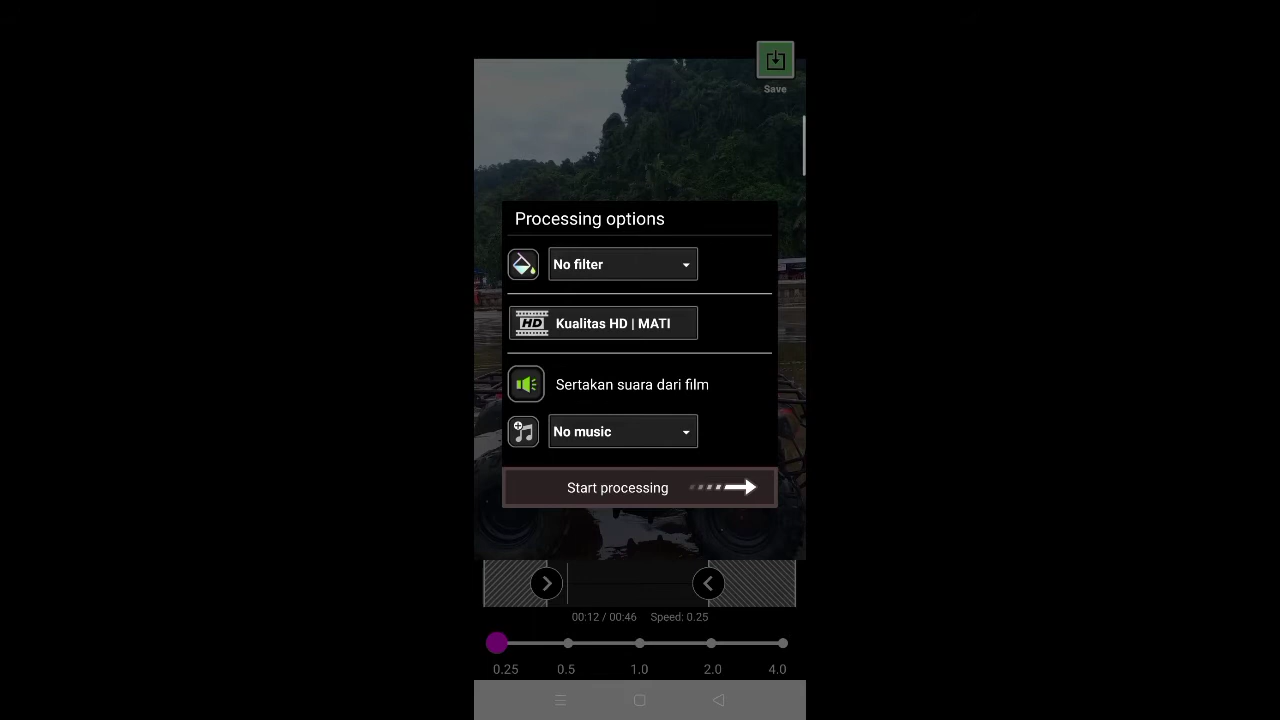 Save
Processing options
No filter
HD Kualitas HD | MATI
Sertakan suara dari film
No music
Start processing
00:12 / 00:46 Speed: 0.25
0.25 0.5 1.0 2.0 4.0